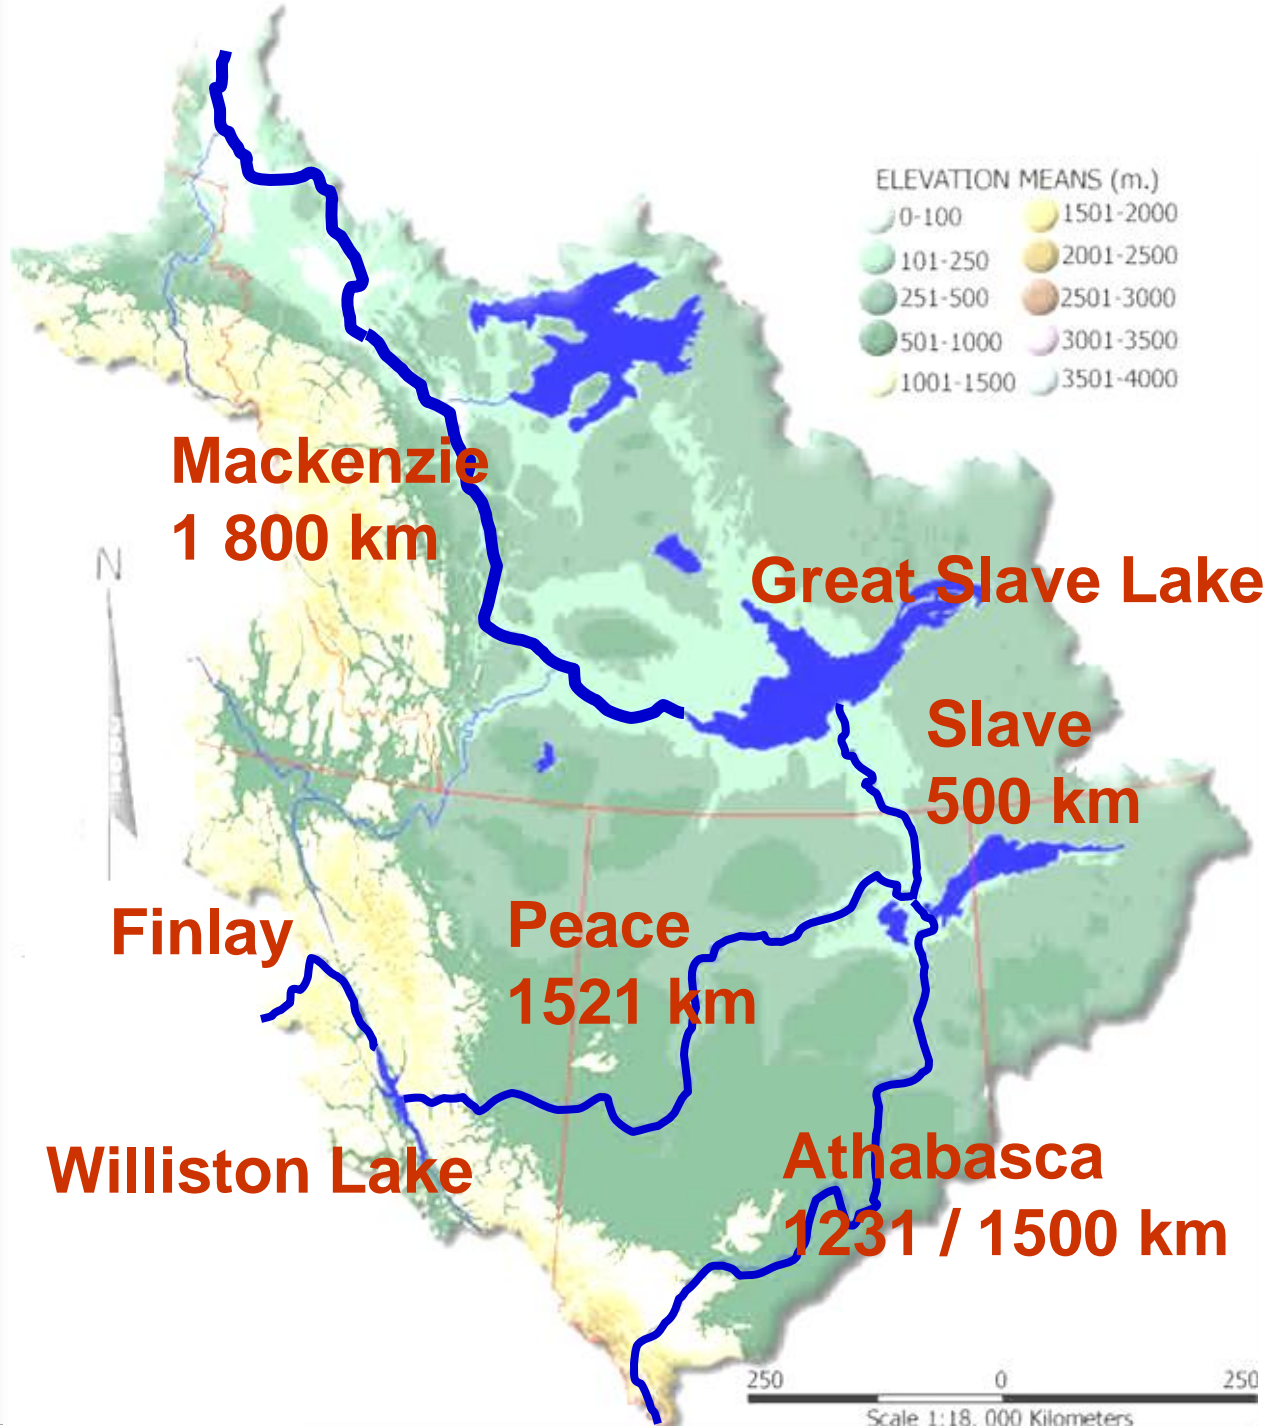 ELEVATION MEANS (m.)
0-100
1501-2000
101-250
2001-2500
251-500
2501-3000
501-1000
3001-3500
1001-1500
3501-4000
Mackenzie
1 800 km
N
Great Slave Lake
Slave
500 km
Finlay
Peace
1521 km
Williston Lake
Athabasca
1231 / 1500 km
250 0 250
Scale 1:18, 000 Kilometers